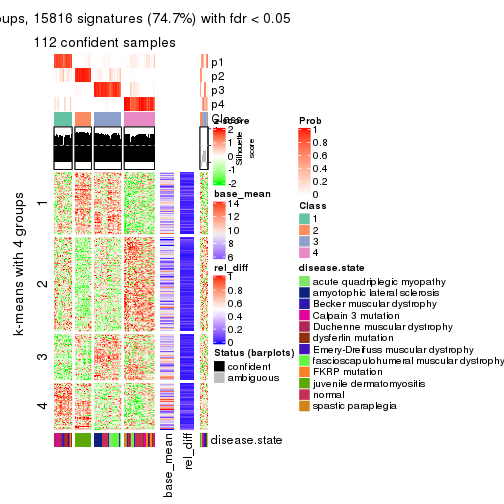 oups, 15816 signatures (74.7%) with fdr < 0.05
112 confident samples
p1
p2
p3
p4
Class
z-score
2
1
0
-1
-2
Silhouette
score
base_mean
14
12
10
8
6
rel_diff
1
0.8
0.6
0.4
0.2
0
Status (barplots)
confident
ambiguous
Prob
1
0.8
0.6
0.4
0.2
0
Class
1
2
3
4
disease.state
acute quadriplegic myopathy
amyotophic lateral sclerosis
Becker muscular dystrophy
Calpain 3 mutation
Duchenne muscular dystrophy
dysferlin mutation
Emery-Dreifuss muscular dystrophy
fascioscapulohumeral muscular dystrophy
FKRP mutation
juvenile dermatomyositis
normal
spastic paraplegia
k-means with 4 groups
1
2
3
4
base_mean
rel_diff
disease.state